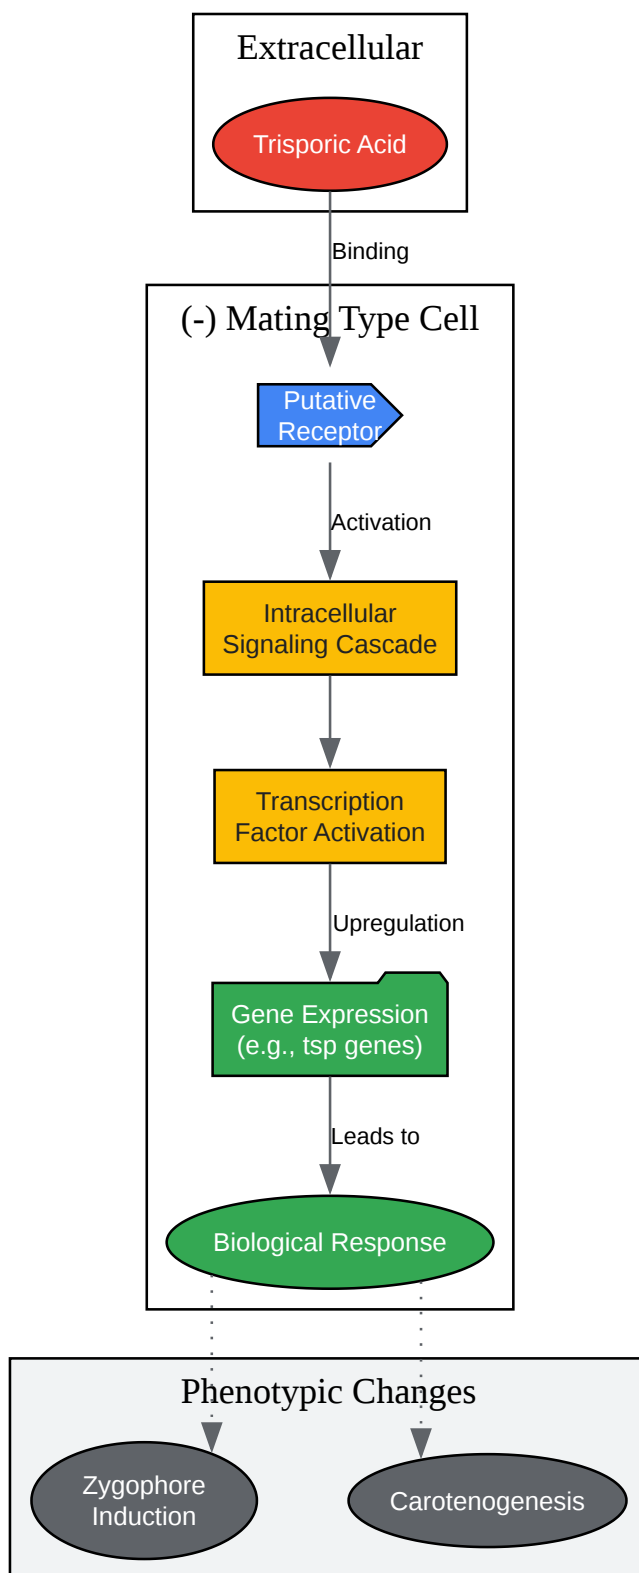 Extracellular
Trisporic Acid
Binding
(-) Mating Type Cell
Putative
Receptor
Activation
Intracellular
Signaling Cascade
Transcription
Factor Activation
Upregulation
Gene Expression
(e.g., tsp genes)
Leads to
Biological Response
Phenotypic Changes
Zygophore
Induction
Carotenogenesis